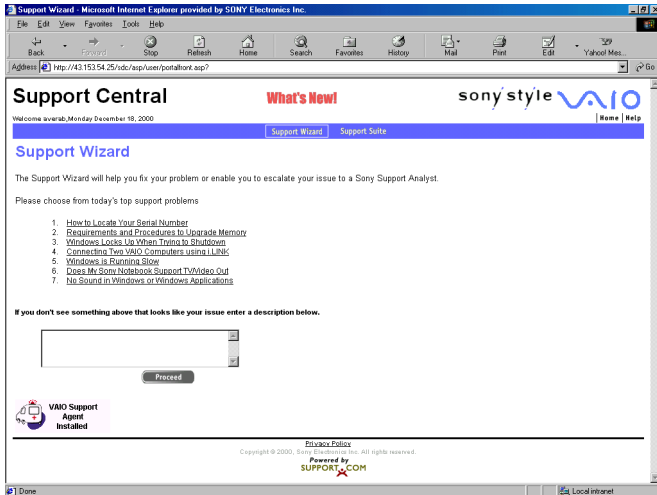 Support Wizard - Microsoft Internet Explorer provided by SONY Electronics Inc.
File Edit View Favorites Tools Help
Back Forward Stop Refresh Home Search Favorites History Mail Print Edit Yahoo! Mes...
Address http://43.153.54.25/sdc/asp/user/portalfront.asp? Go
Support Central What's New! sony style VAIO
Welcome averab,Monday December 18, 2000 Home | Help
Support Wizard Support Suite
Support Wizard
The Support Wizard will help you fix your problem or enable you to escalate your issue to a Sony Support Analyst.
Please choose from today's top support problems
1. How to Locate Your Serial Number
2. Requirements and Procedures to Upgrade Memory
3. Windows Locks Up When Trying to Shutdown
4. Connecting Two VAIO Computers using i.LINK
5. Windows is Running Slow
6. Does My Sony Notebook Support TV/Video Out
7. No Sound in Windows or Windows Applications
If you don't see something above that looks like your issue enter a description below.
Proceed
VAIO Support
Agent
Installed
Privacy Policy
Copyright © 2000, Sony Electronics Inc. All rights reserved.
Powered by
SUPPORT.COM
Done Local intranet